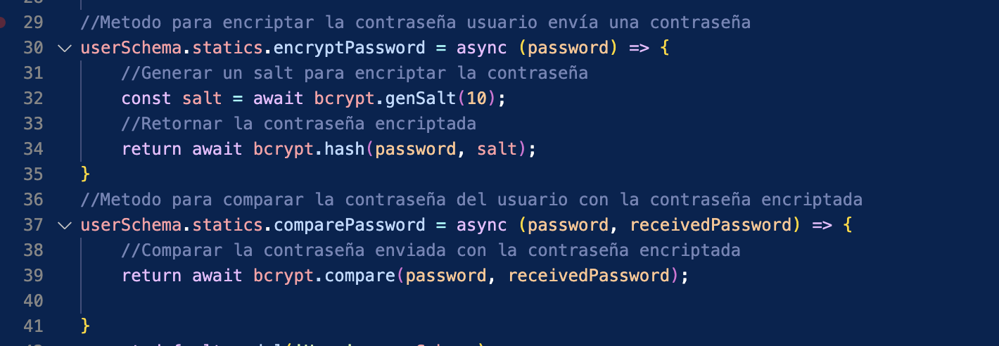 29 //Metodo para encriptar la contraseña usuario envía una contraseña
30 userSchema.statics.encryptPassword = async (password) => {
31 //Generar un salt para encriptar la contraseña
32 const salt = await bcrypt.genSalt(10);
33 //Retornar la contraseña encriptada
34 return await bcrypt.hash(password, salt);
35 }
36 //Metodo para comparar la contraseña del usuario con la contraseña encriptada
37 userSchema.statics.comparePassword = async (password, receivedPassword) => {
38 //Comparar la contraseña enviada con la contraseña encriptada
39 return await bcrypt.compare(password, receivedPassword);
40
41 }